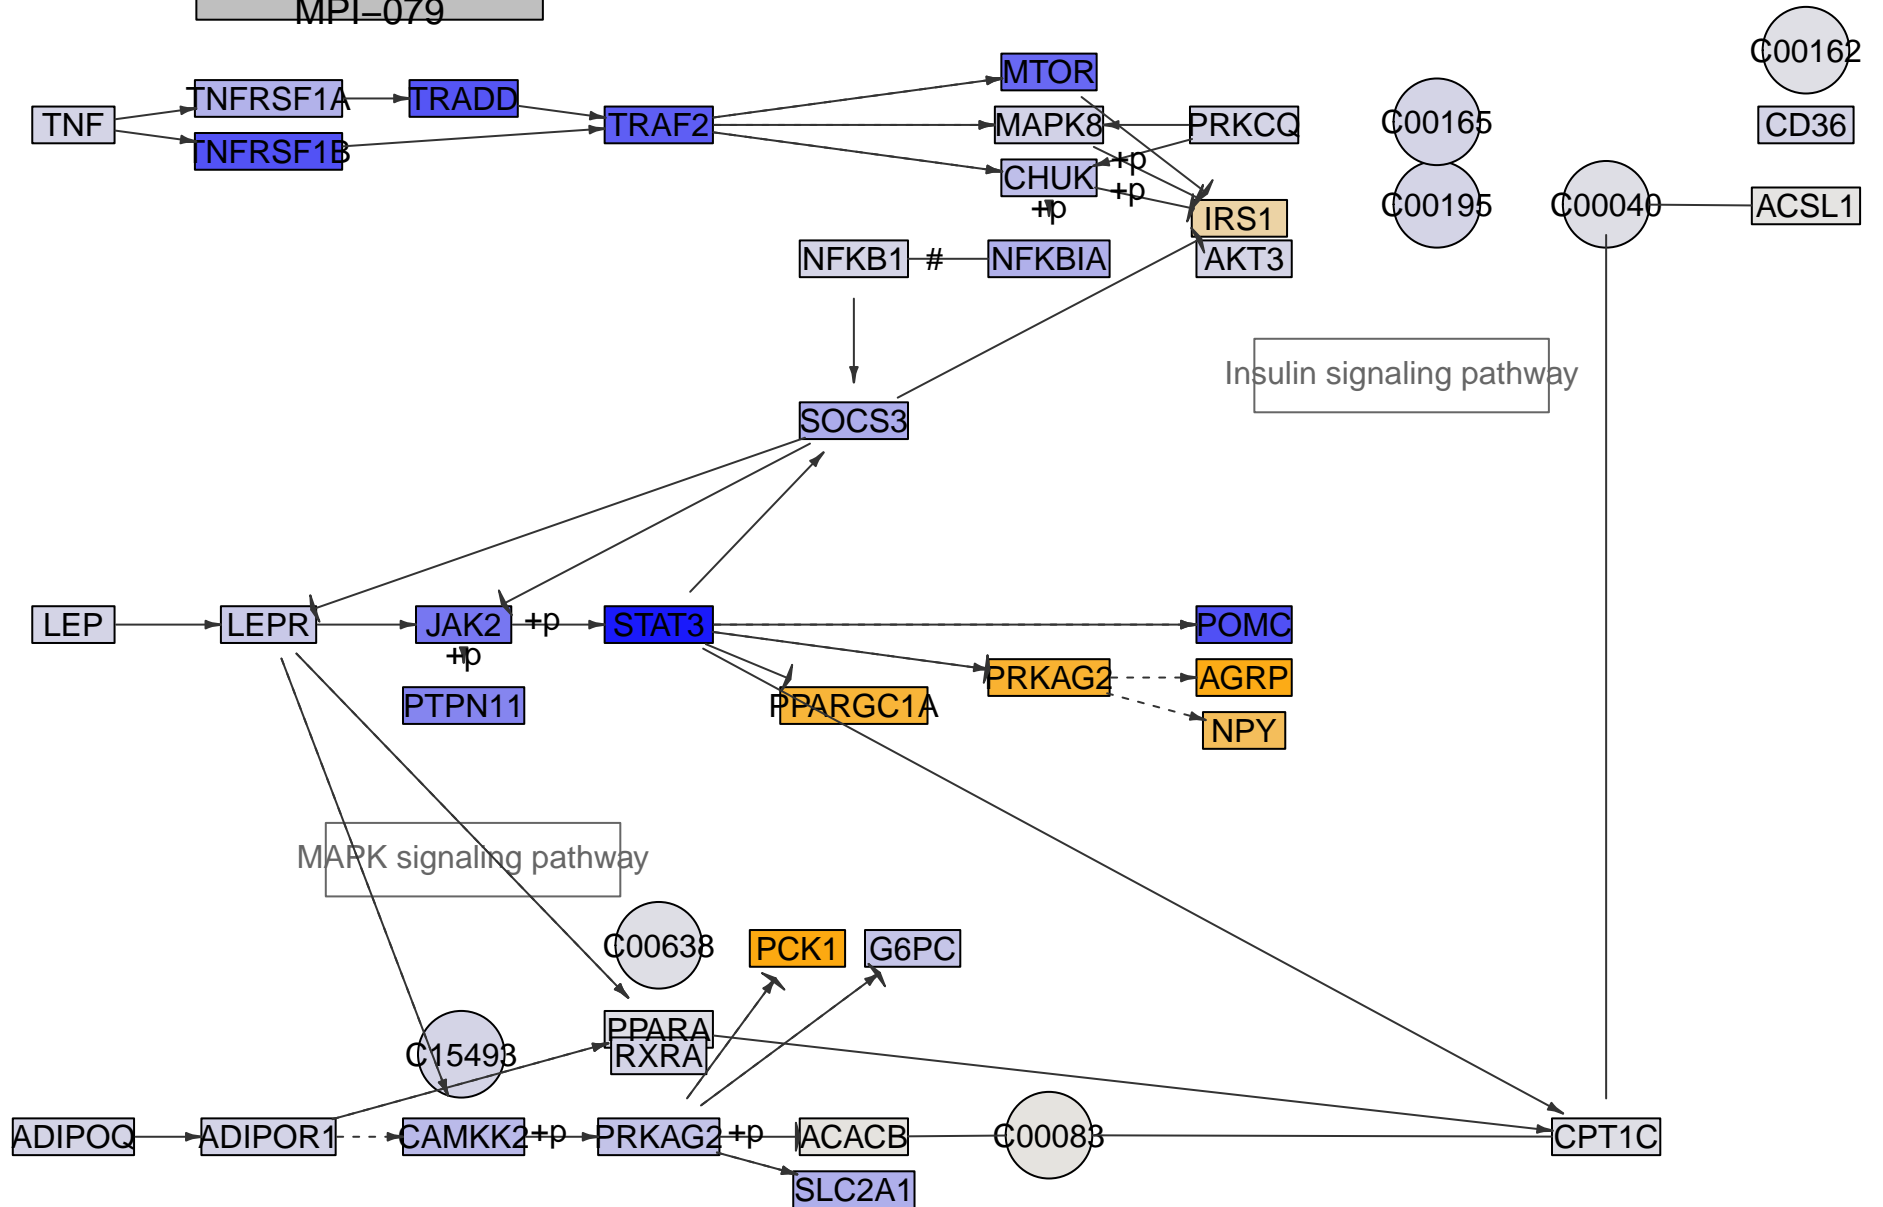 MPI–079
C00162
MTOR
TNFRSF1A
TRADD
TNF
TRAF2
MAPK8
PRKCQ
C00165
CD36
TNFRSF1B
+p
CHUK
+p
+p
IRS1
C00195
C00040
ACSL1
NFKB1
#
NFKBIA
AKT3
Insulin signaling pathway
SOCS3
LEP
LEPR
JAK2
+p
STAT3
POMC
+p
PRKAG2
AGRP
PTPN11
PPARGC1A
NPY
MAPK signaling pathway
C00638
PCK1
G6PC
PPARA
C15493
RXRA
ADIPOQ
ADIPOR1
CAMKK2
+p
PRKAG2
+p
ACACB
C00083
CPT1C
SLC2A1